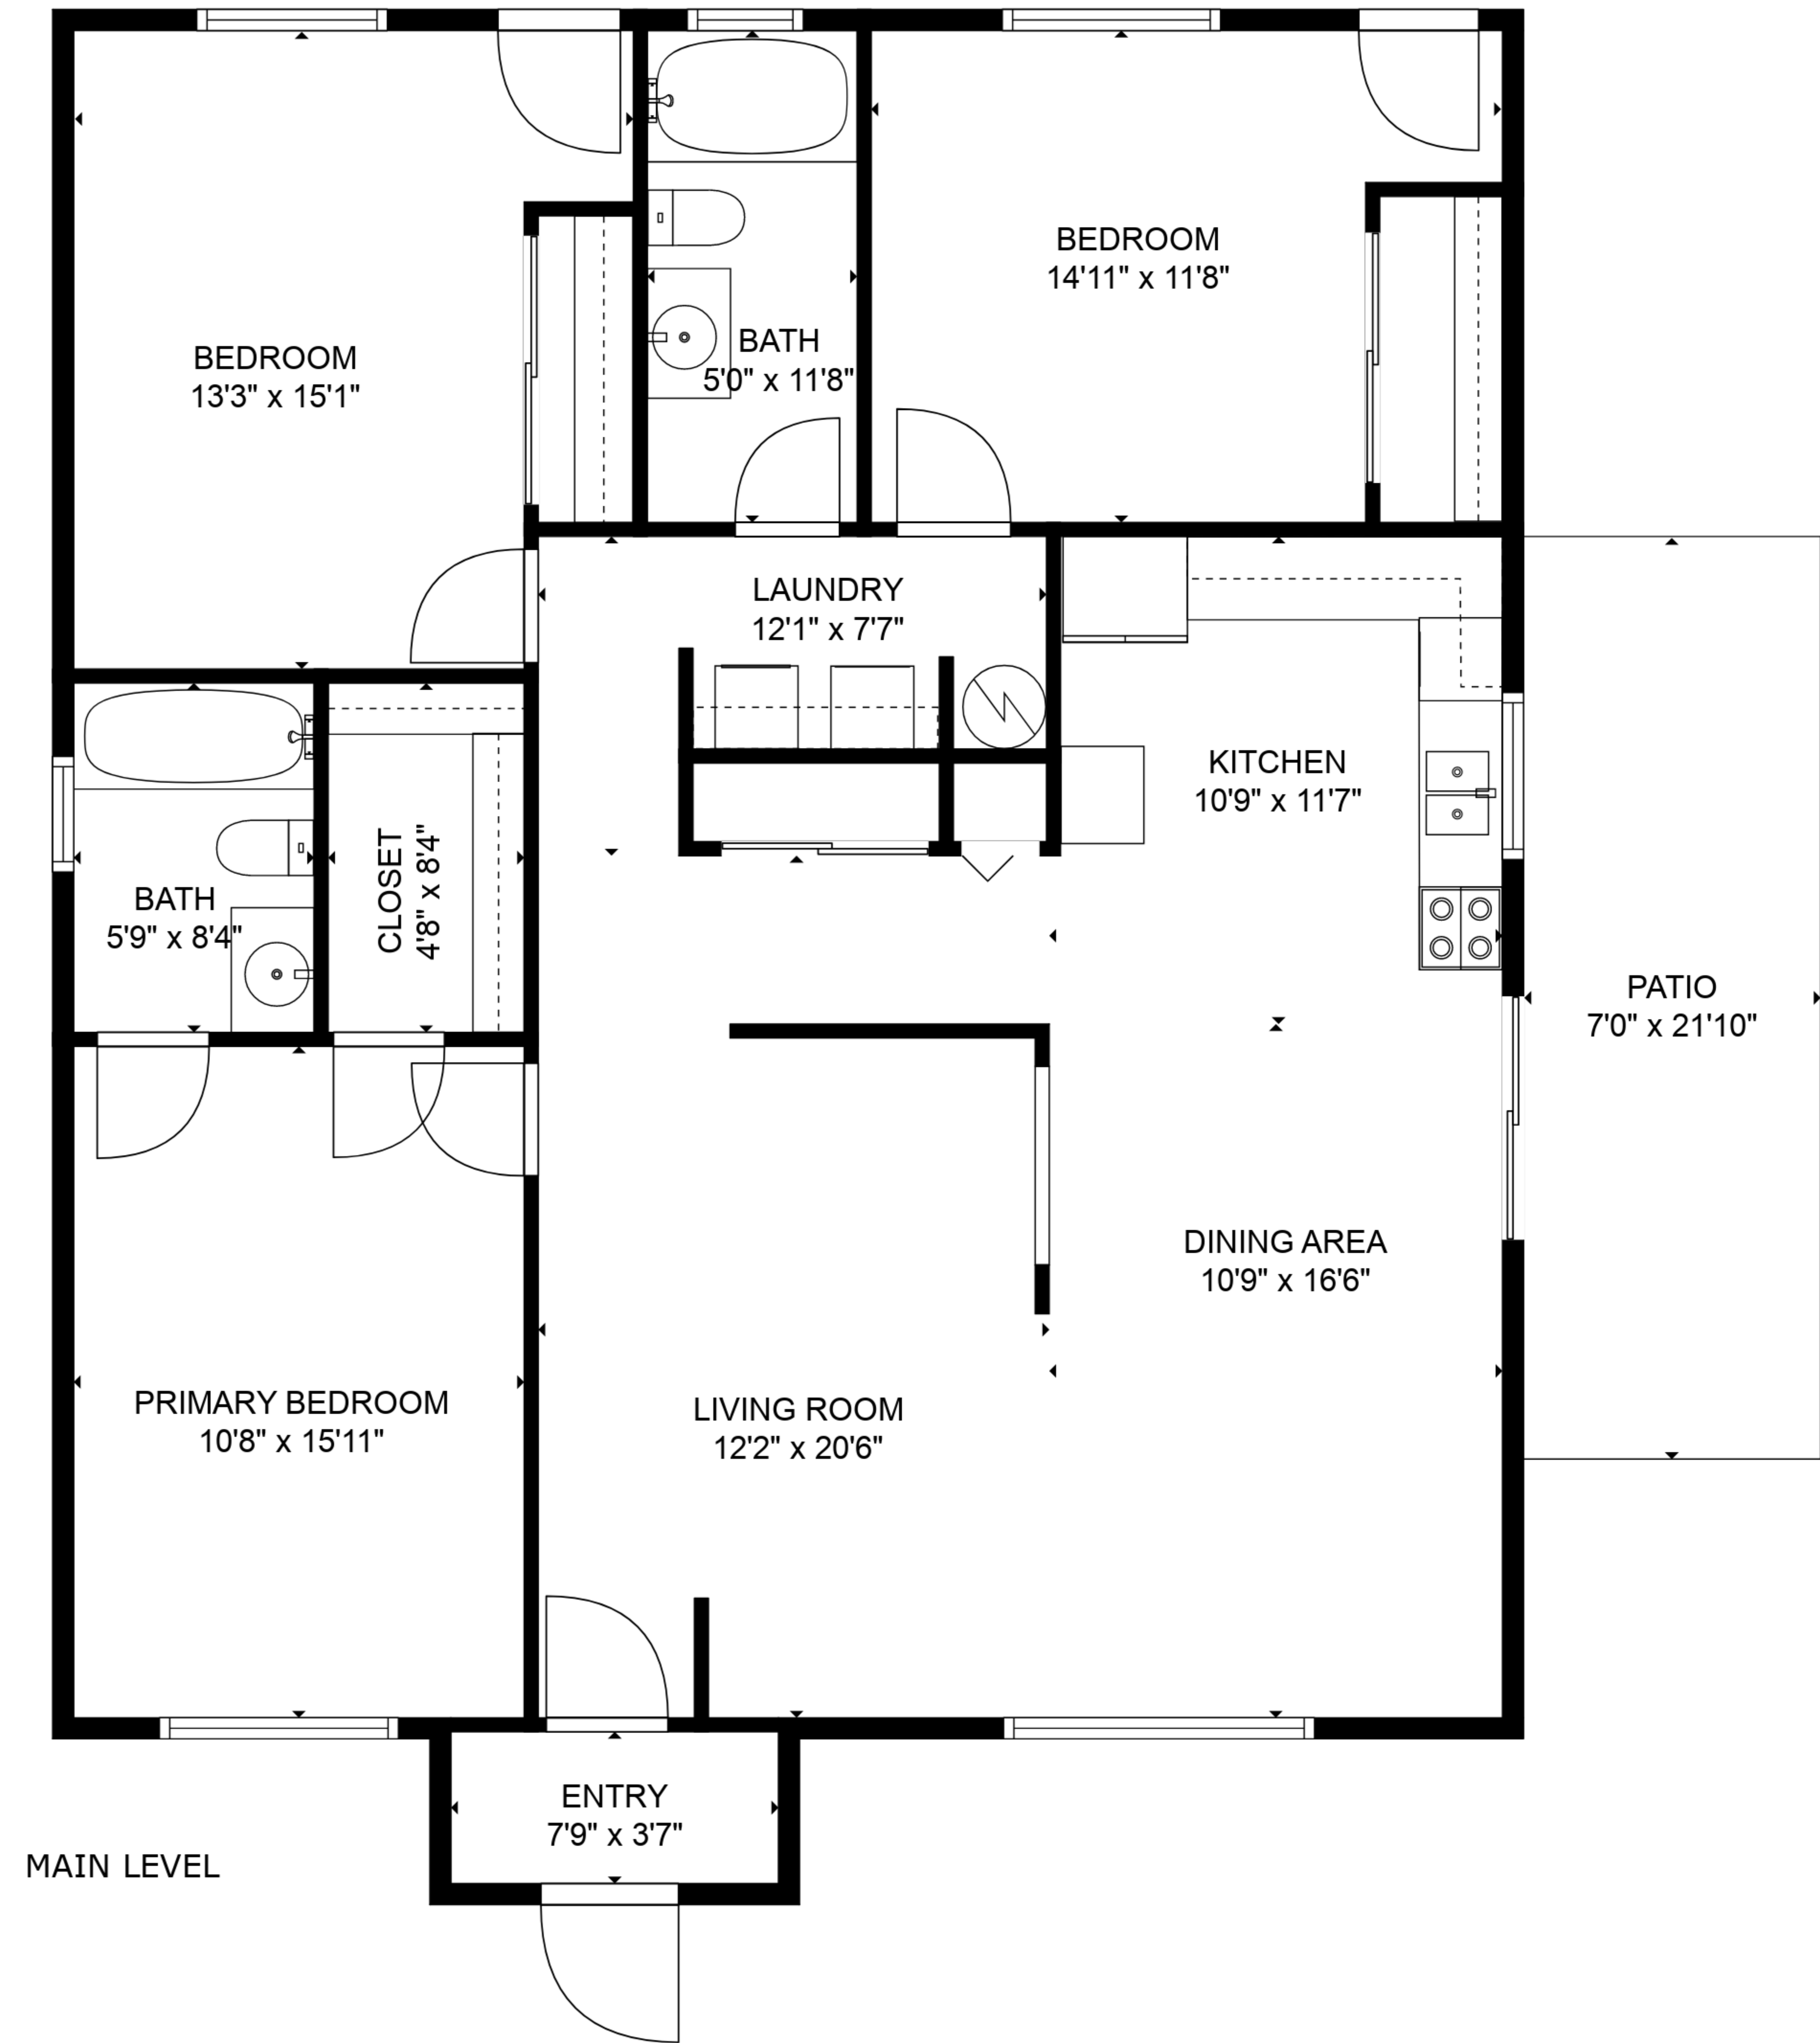 BEDROOM
14'11" x 11'8"
BATH
5'0" x 11'8"
BEDROOM
13'3" x 15'1"
LAUNDRY
12'1" x 7'7"
KITCHEN
10'9" x 11'7"
CLOSET
4'8" x 8'4"
BATH
5'9" x 8'4"
PATIO
7'0" x 21'10"
DINING AREA
10'9" x 16'6"
PRIMARY BEDROOM
10'8" x 15'11"
LIVING ROOM
12'2" x 20'6"
ENTRY
7'9" x 3'7"
MAIN LEVEL